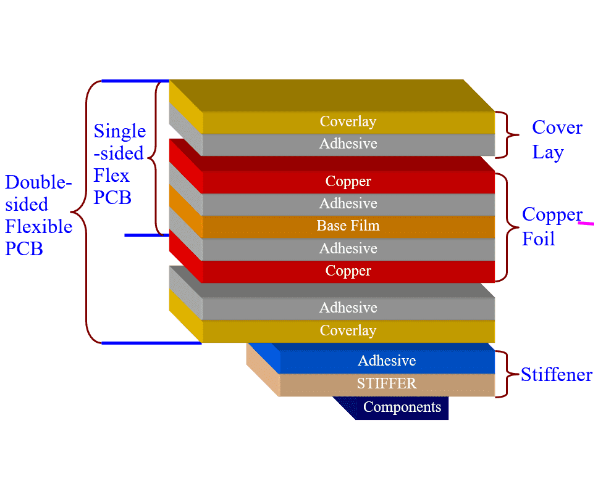 Coverlay
Adhesive
Cover
Lay
Single
-sided
Flex
PCB
Double-
sided
Flexible
PCB
Copper
Adhesive
Base Film
Adhesive
Copper
Copper
Foil
Adhesive
Coverlay
Adhesive
STIFFER
Stiffener
Components